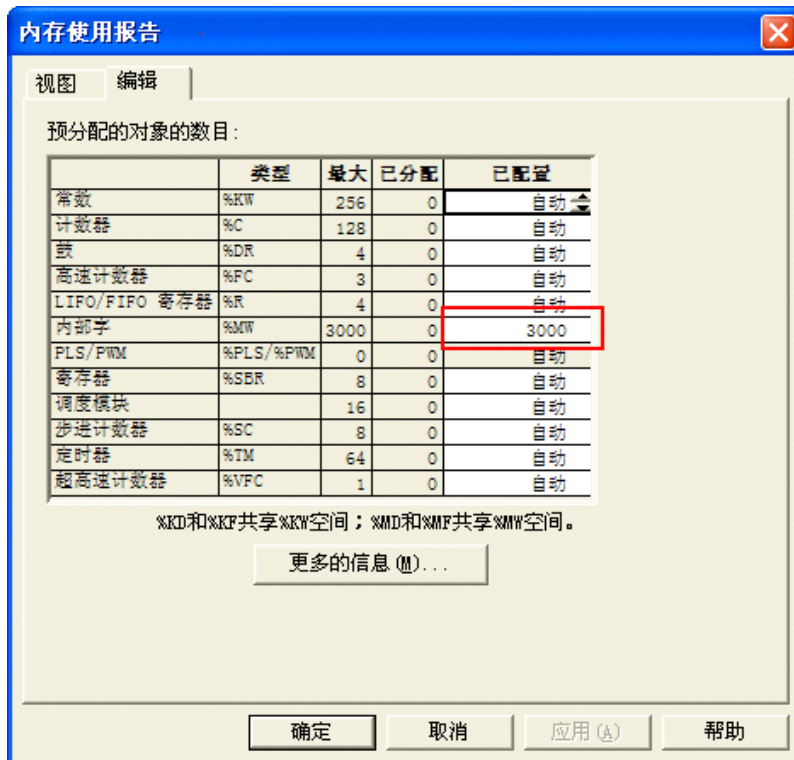 内存使用报告
视图 编辑
预分配的对象的数目:
类型 最大 已分配 已配置
常数 %KW 256 0 自动
计数器 %C 128 0 自动
鼓 %DR 4 0 自动
高速计数器 %FC 3 0 自动
LIFO/FIFO 寄存器 %R 4 0 自动
内部字 %MW 3000 0 3000
PLS/PWM %PLS/%PWM 0 0 自动
寄存器 %SBR 8 0 自动
调度模块 16 0 自动
步进计数器 %SC 8 0 自动
定时器 %TM 64 0 自动
超高速计数器 %VFC 1 0 自动
%KD和%KF共享%KW空间；%MD和%MF共享%MW空间。
更多的信息(M)...
确定 取消 应用(A) 帮助